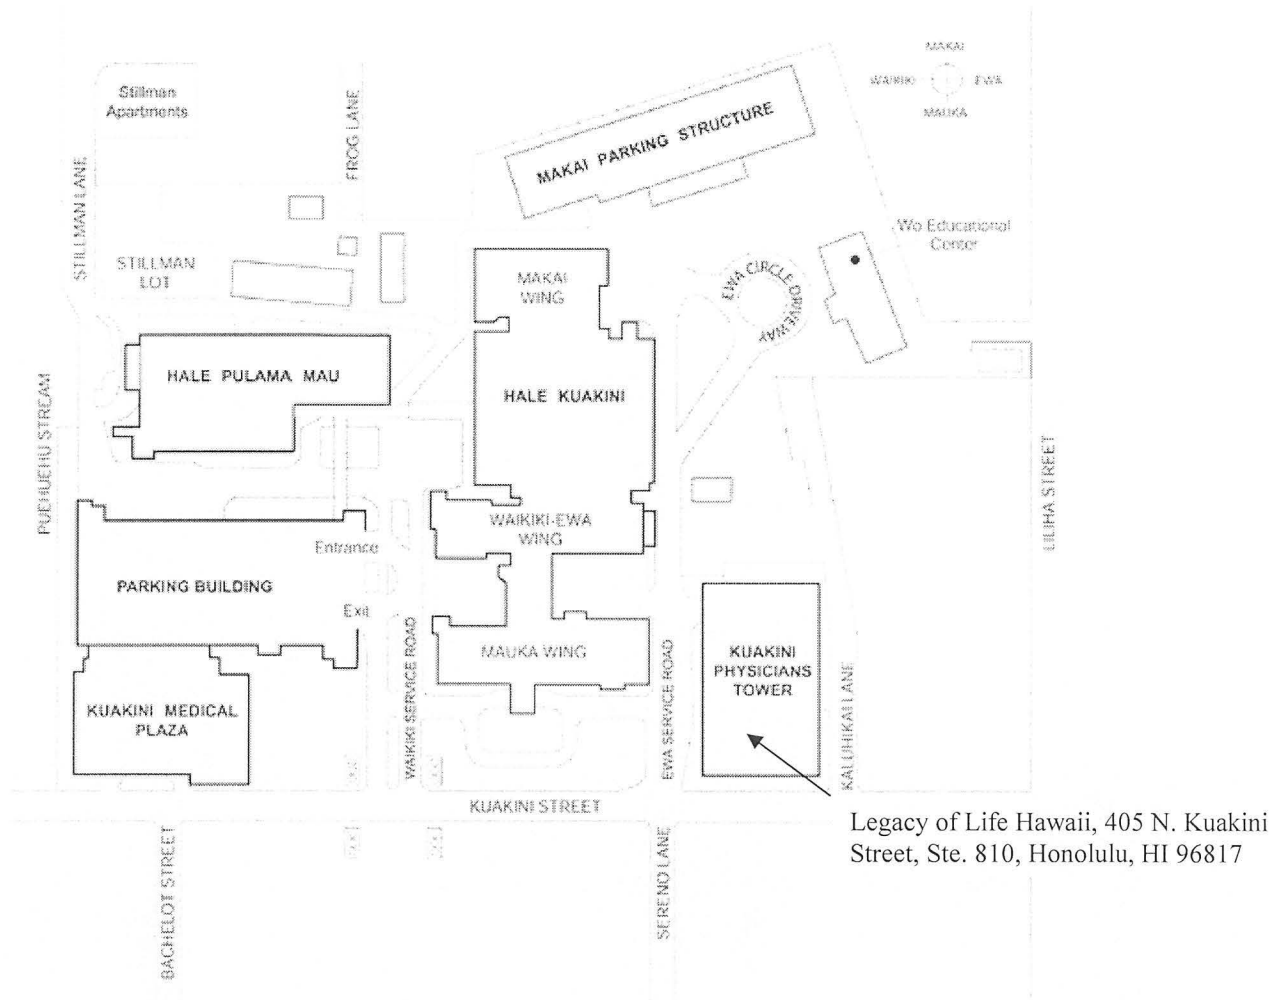 MAKAI
WAIKIKI
EWA
MAUKA
Stillman
Apartments
FROG LANE
STILLMAN LANE
MAKAI PARKING STRUCTURE
Wo Educational
Center
STILLMAN
LOT
MAKAI
WING
EWA CIRCLE DRIVEWAY
HALE PULAMA MAU
HALE KUAKINI
PUEHUEHU STREAM
LILIHA STREET
WAIKIKI-EWA
WING
Entrance
PARKING BUILDING
Exit
MAUKA WING
KUAKINI
PHYSICIANS
TOWER
WAIKIKI SERVICE ROAD
EWA SERVICE ROAD
KALUHIKAI LANE
KUAKINI MEDICAL
PLAZA
KUAKINI STREET
Legacy of Life Hawaii, 405 N. Kuakini
Street, Ste. 810, Honolulu, HI 96817
BACHELOT STREET
SERENO LANE